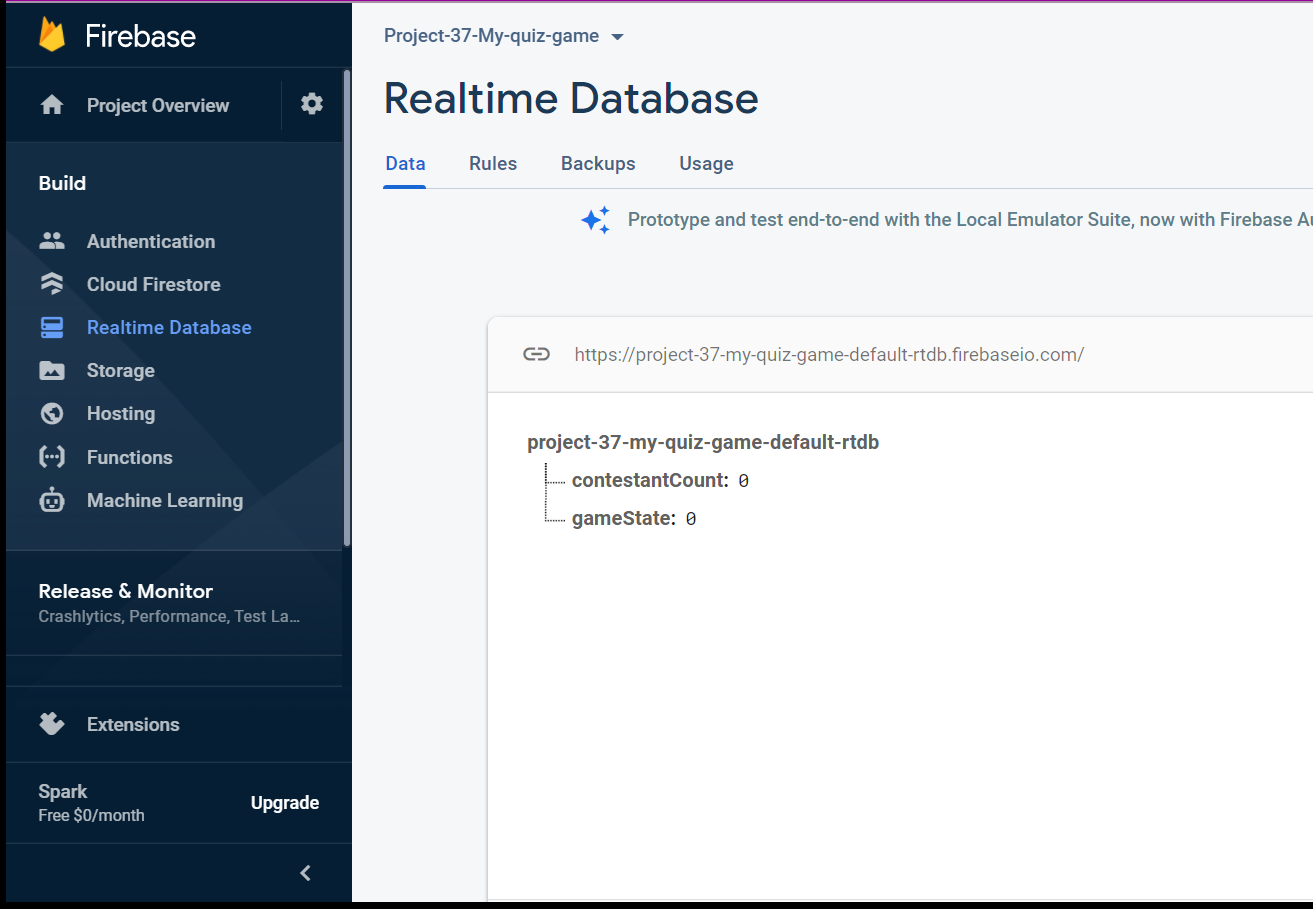 Firebase
Project Overview
Build
Authentication
Cloud Firestore
Realtime Database
Storage
Hosting
Functions
Machine Learning
Release & Monitor
Crashlytics, Performance, Test La...
Extensions
Spark
Free $0/month
Upgrade
Project-37-My-quiz-game
Realtime Database
Data Rules Backups Usage
Prototype and test end-to-end with the Local Emulator Suite, now with Firebase
https://project-37-my-quiz-game-default-rtdb.firebaseio.com/
project-37-my-quiz-game-default-rtdb
contestantCount: 0
gameState: 0